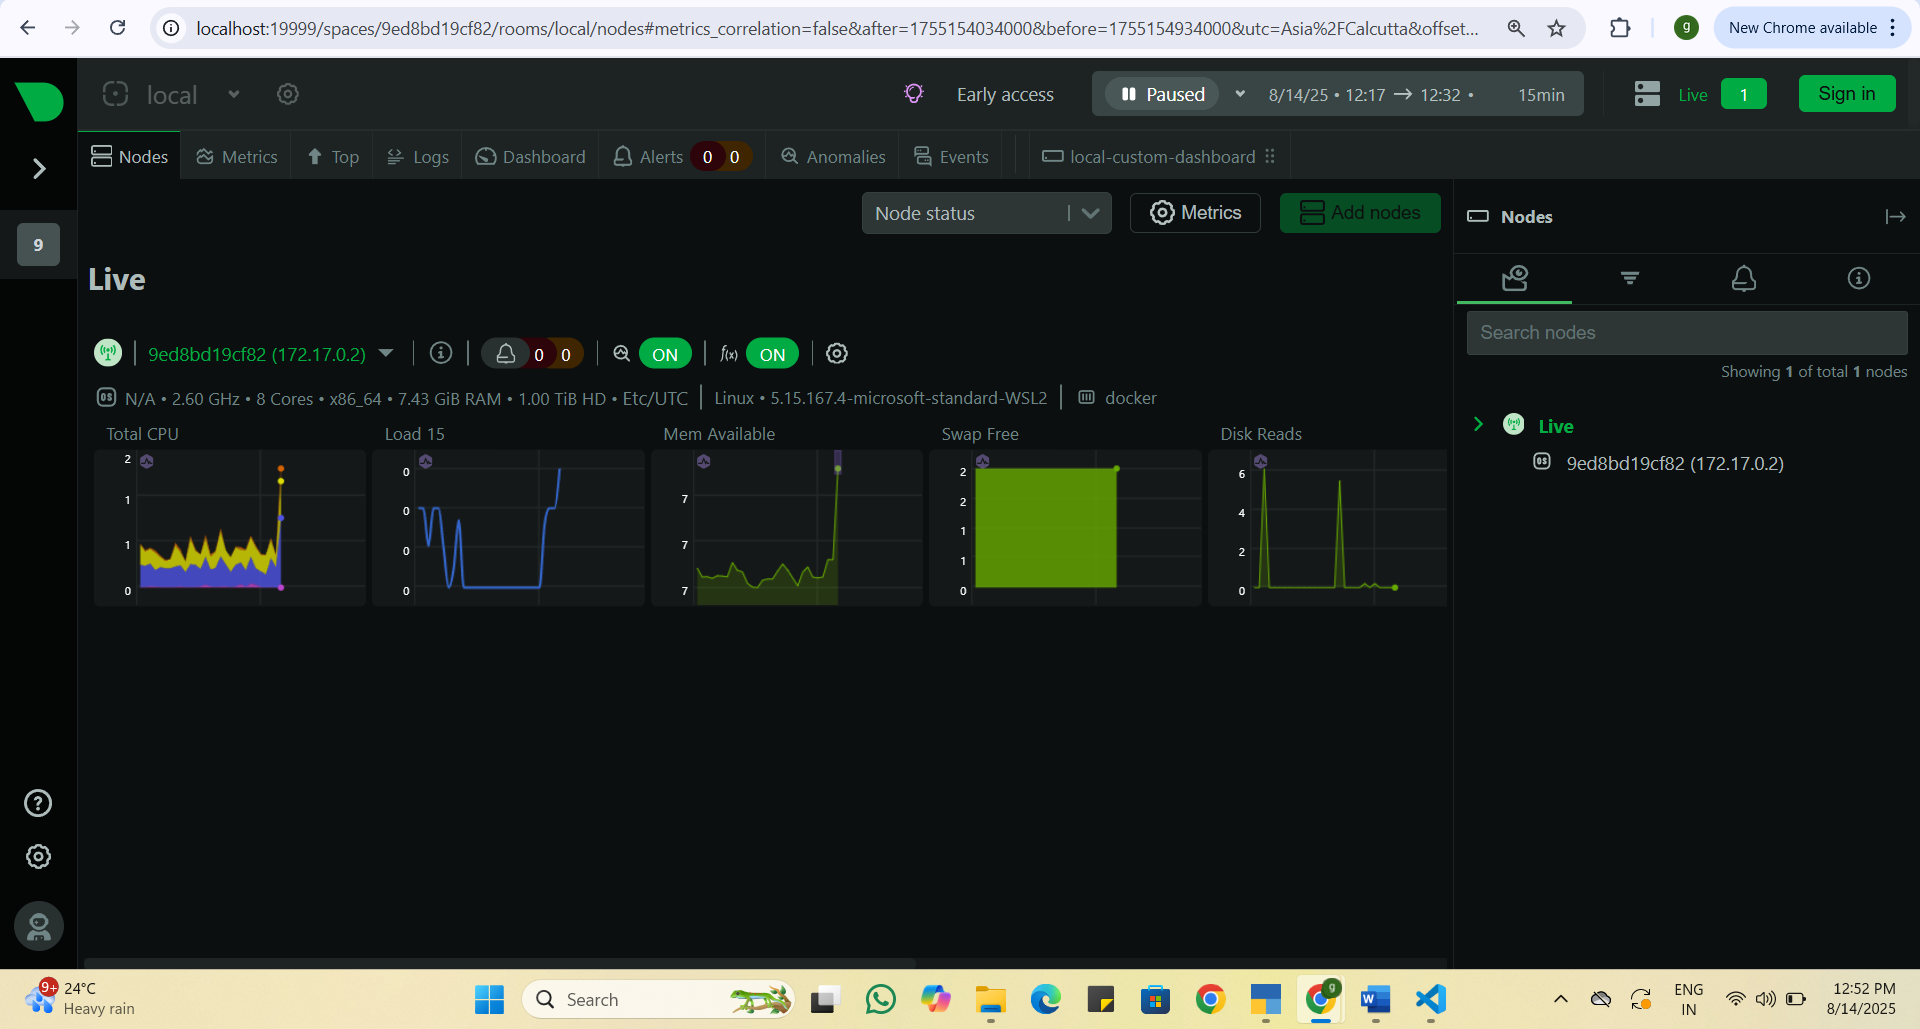 localhost:19999/spaces/9ed8bd19cf82/rooms/local/nodes#metrics_correlation=false&after=1755154034000&before=1755154934000&utc=Asia%2FCalcutta&offset...
g
New Chrome available
local
Early access
Paused
8/14/25 • 12:17 → 12:32 •
15min
Live
1
Sign in
Nodes
Metrics
Top
Logs
Dashboard
Alerts 0 0
Anomalies
Events
local-custom-dashboard
9
Node status
Metrics
Add nodes
Nodes
Live
Search nodes
Showing 1 of total 1 nodes
9ed8bd19cf82 (172.17.0.2)
0 0
ON
f(x)
ON
OS N/A • 2.60 GHz • 8 Cores • x86_64 • 7.43 GiB RAM • 1.00 TiB HD • Etc/UTC
Linux • 5.15.167.4-microsoft-standard-WSL2
docker
Live
OS 9ed8bd19cf82 (172.17.0.2)
Total CPU
2
1
1
0
Load 15
0
0
0
0
Mem Available
7
7
7
Swap Free
2
2
1
1
0
Disk Reads
6
4
2
0
9+
24°C
Heavy rain
Search
g
W
ENG
IN
12:52 PM
8/14/2025